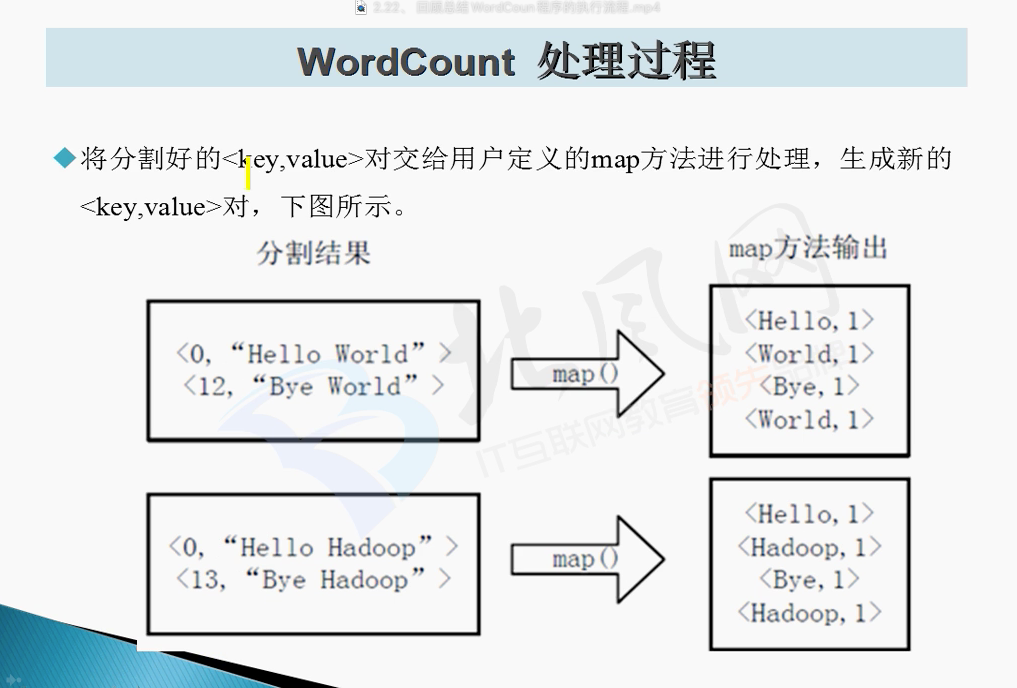 2.22、 回顾总结 WordCoun 程序的执行流程.mp4
WordCount 处理过程
将分割好的<key,value>对交给用户定义的map方法进行处理，生成新的
<key,value>对，下图所示。
分割结果
map方法输出
<0, “Hello World” >
<12, “Bye World” >
map()
<Hello,1>
<World,1>
<Bye,1>
<World,1>
<0, “Hello Hadoop” >
<13, “Bye Hadoop” >
map()
<Hello,1>
<Hadoop,1>
<Bye,1>
<Hadoop,1>
北风网
IT互联网教育领先品牌